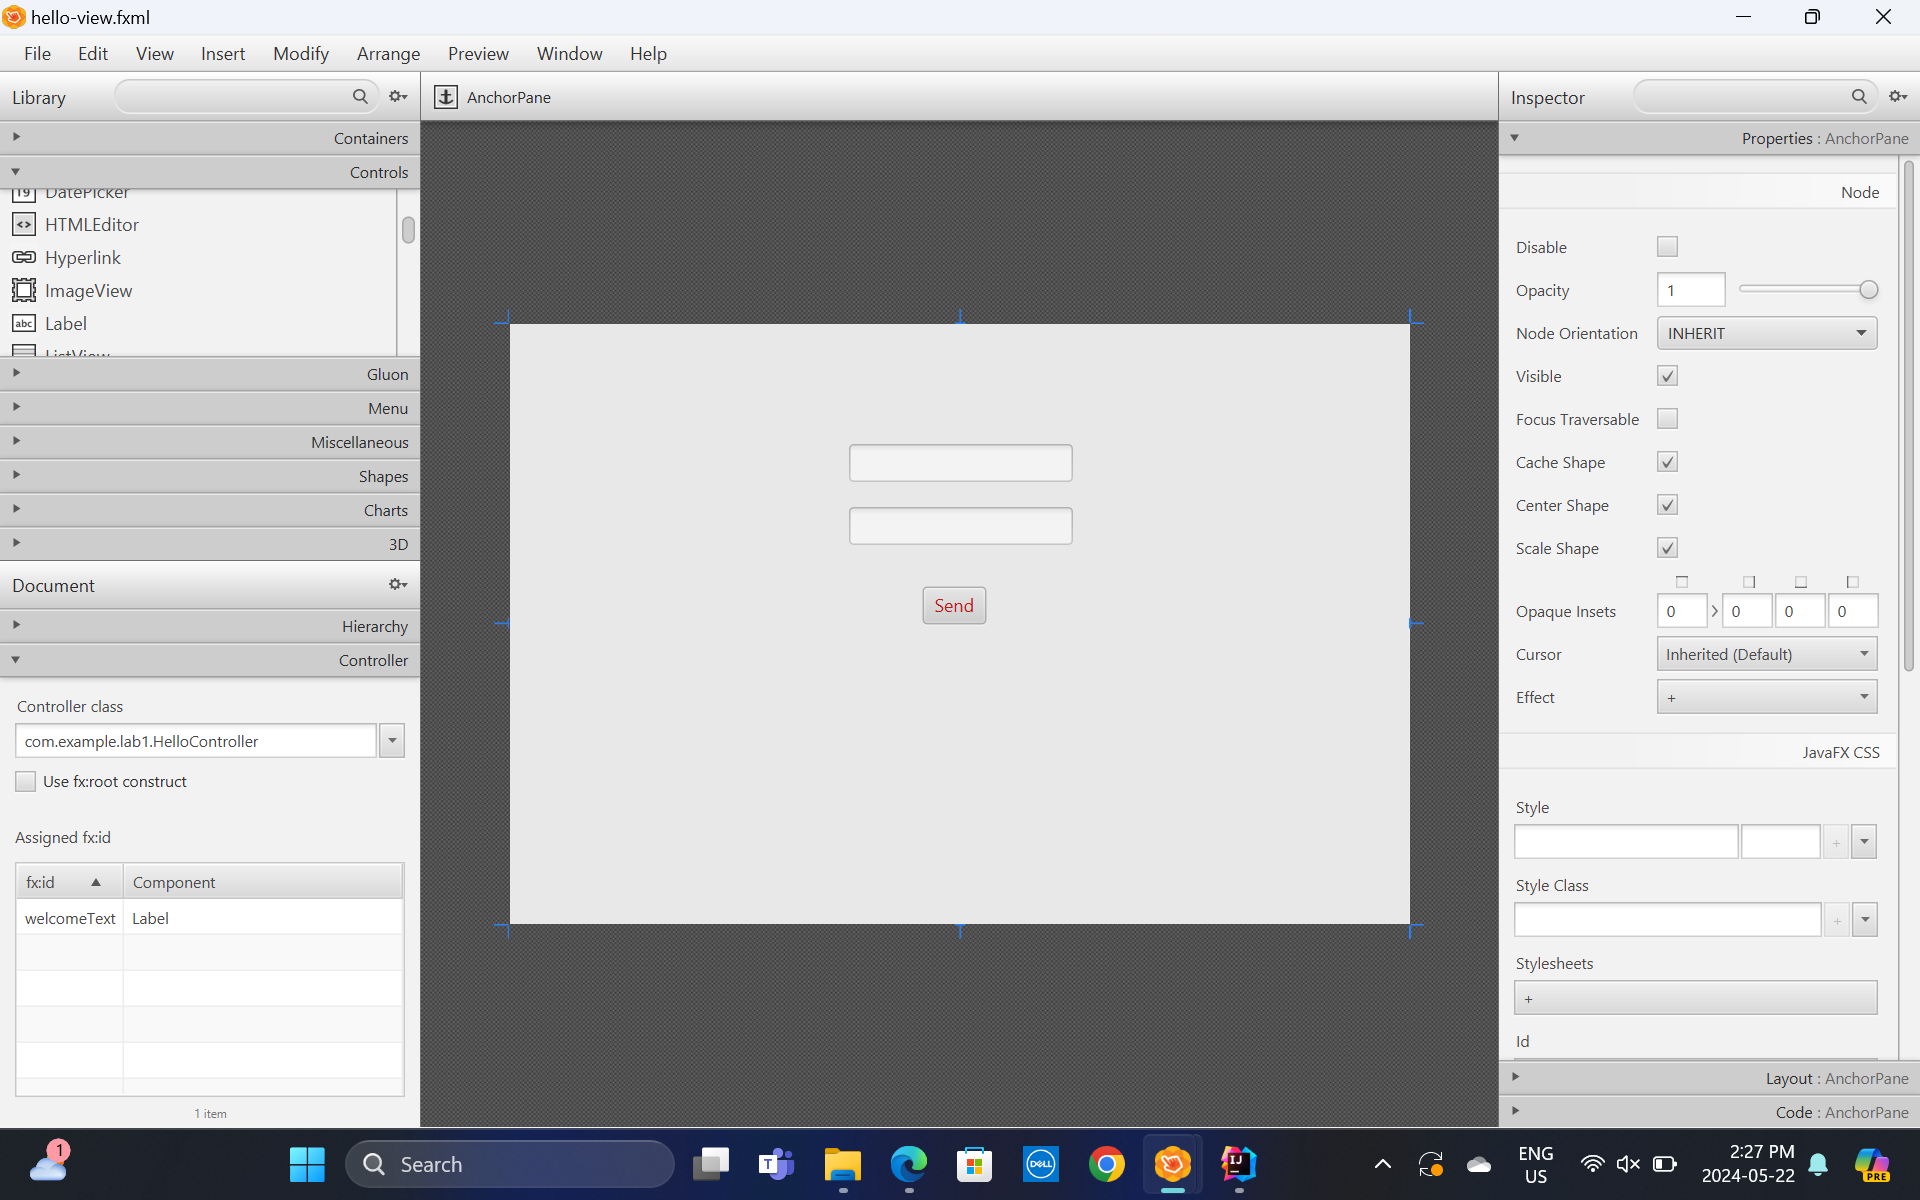 hello-view.fxml
File Edit View Insert Modify Arrange Preview Window Help
Library
AnchorPane
Inspector
Containers
Controls
DatePicker
HTMLEditor
Hyperlink
ImageView
Label
ListView
Gluon
Menu
Miscellaneous
Shapes
Charts
3D
Document
Hierarchy
Controller
Controller class
com.example.lab1.HelloController
Use fx:root construct
Assigned fx:id
fx:id Component
welcomeText Label
1 item
Send
Properties : AnchorPane
Node
Disable
Opacity 1
Node Orientation INHERIT
Visible
Focus Traversable
Cache Shape
Center Shape
Scale Shape
Opaque Insets 0 0 0 0
Cursor Inherited (Default)
Effect +
JavaFX CSS
Style
+
Style Class
+
Stylesheets
+
Id
Layout : AnchorPane
Code : AnchorPane
1
Search
T
DELL
IJ
ENG
US
2:27 PM
2024-05-22
PRE